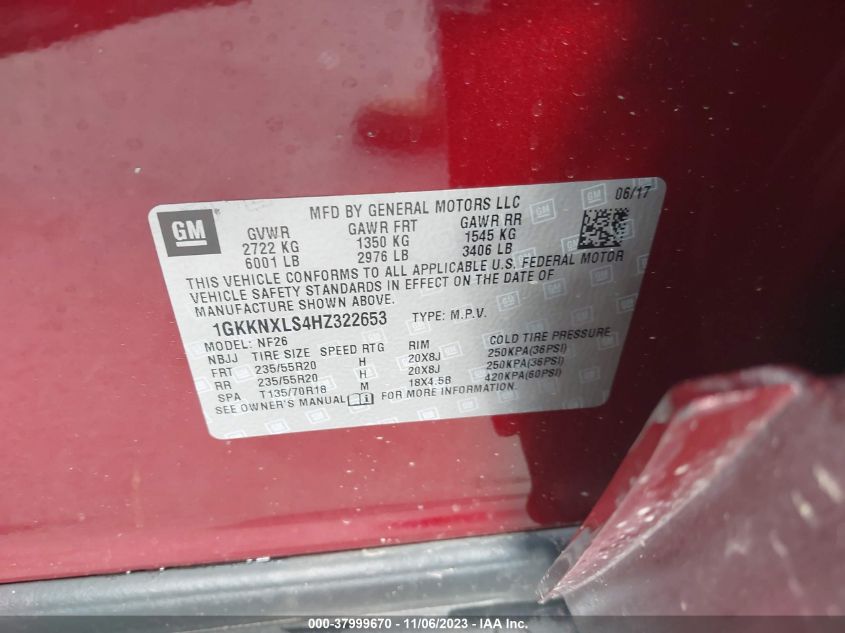 GM
MFD BY GENERAL MOTORS LLC
06/17
GVWR GAWR FRT GAWR RR
2722 KG 1350 KG 1545 KG
6001 LB 2976 LB 3406 LB
THIS VEHICLE CONFORMS TO ALL APPLICABLE U.S. FEDERAL MOTOR
VEHICLE SAFETY STANDARDS IN EFFECT ON THE DATE OF
MANUFACTURE SHOWN ABOVE.
1GKKNXLS4HZ322653 TYPE: M.P.V.
MODEL: NF26
NBJJ TIRE SIZE SPEED RTG RIM COLD TIRE PRESSURE
FRT 235/55R20 H 20X8J 250KPA(36PSI)
RR 235/55R20 H 20X8J 250KPA(36PSI)
SPA T135/70R18 M 18X4.5B 420KPA(60PSI)
SEE OWNER'S MANUAL FOR MORE INFORMATION.
000-37999670 - 11/06/2023 - IAA Inc.